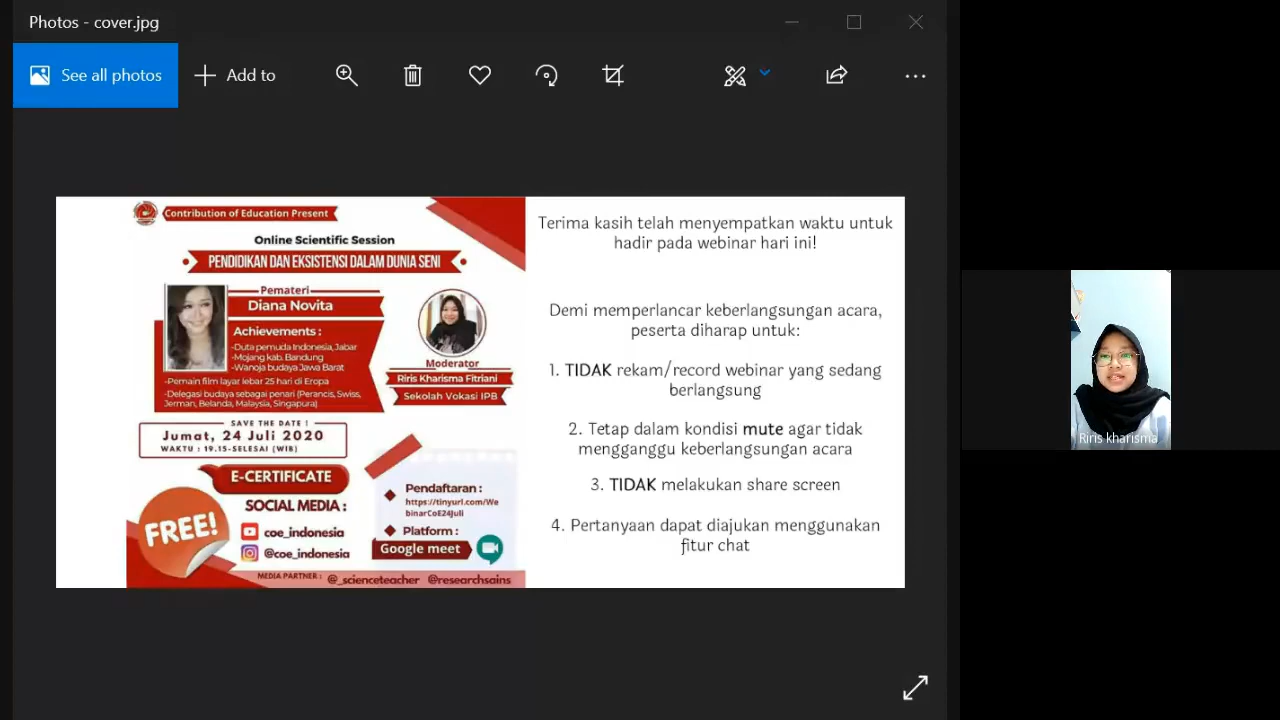 Photos - cover.jpg
See all photos
Add to
Contribution of Education Present
Online Scientific Session
PENDIDIKAN DAN EKSISTENSI DALAM DUNIA SENI
Pemateri
Diana Novita
Achievements :
-Duta pemuda Indonesia, Jabar
-Mojang kab. Bandung
-Wanoja budaya Jawa Barat
-Pemain film layar lebar 25 hari di Eropa
-Delegasi budaya sebagai penari (Perancis, Swiss,
Jerman, Belanda, Malaysia, Singapura)
Moderator
Riris Kharisma Fitriani
Sekolah Vokasi IPB
SAVE THE DATE !
Jumat, 24 Juli 2020
WAKTU : 19.15-SELESAI (WIB)
E-CERTIFICATE
FREE!
SOCIAL MEDIA :
coe_indonesia
@coe_indonesia
Pendaftaran :
https://tinyurl.com/We
binarCoE24Juli
Platform :
Google meet
MEDIA PARTNER : @_scienceteacher @researchsains
Terima kasih telah menyempatkan waktu untuk
hadir pada webinar hari ini!
Demi memperlancar keberlangsungan acara,
peserta diharap untuk:
1. TIDAK rekam/record webinar yang sedang
berlangsung
2. Tetap dalam kondisi mute agar tidak
mengganggu keberlangsungan acara
3. TIDAK melakukan share screen
4. Pertanyaan dapat diajukan menggunakan
fitur chat
Riris kharisma